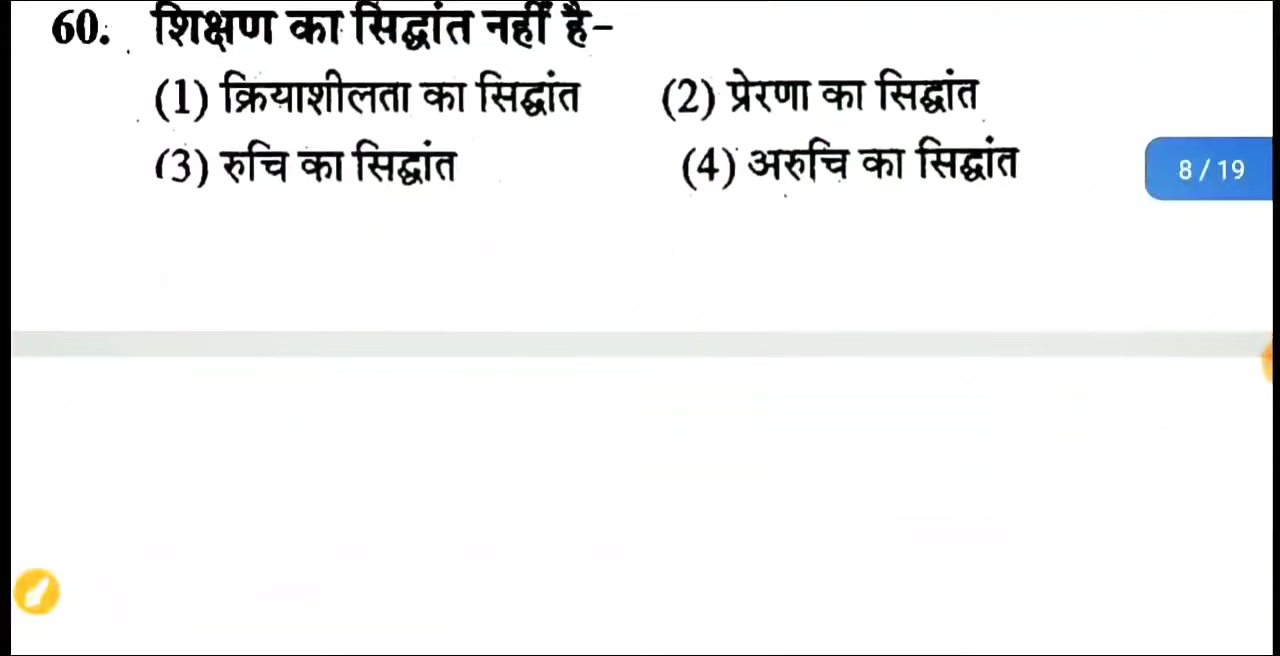 60. शिक्षण का सिद्धांत नहीं है-
(1) क्रियाशीलता का सिद्धांत (2) प्रेरणा का सिद्धांत
(3) रुचि का सिद्धांत (4) अरुचि का सिद्धांत
8 / 19